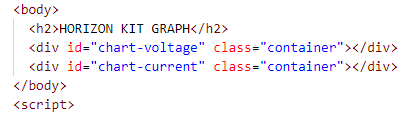 <body>
<h2>HORIZON KIT GRAPH</h2>
<div id="chart-voltage" class="container"></div>
<div id="chart-current" class="container"></div>
</body>
<script>